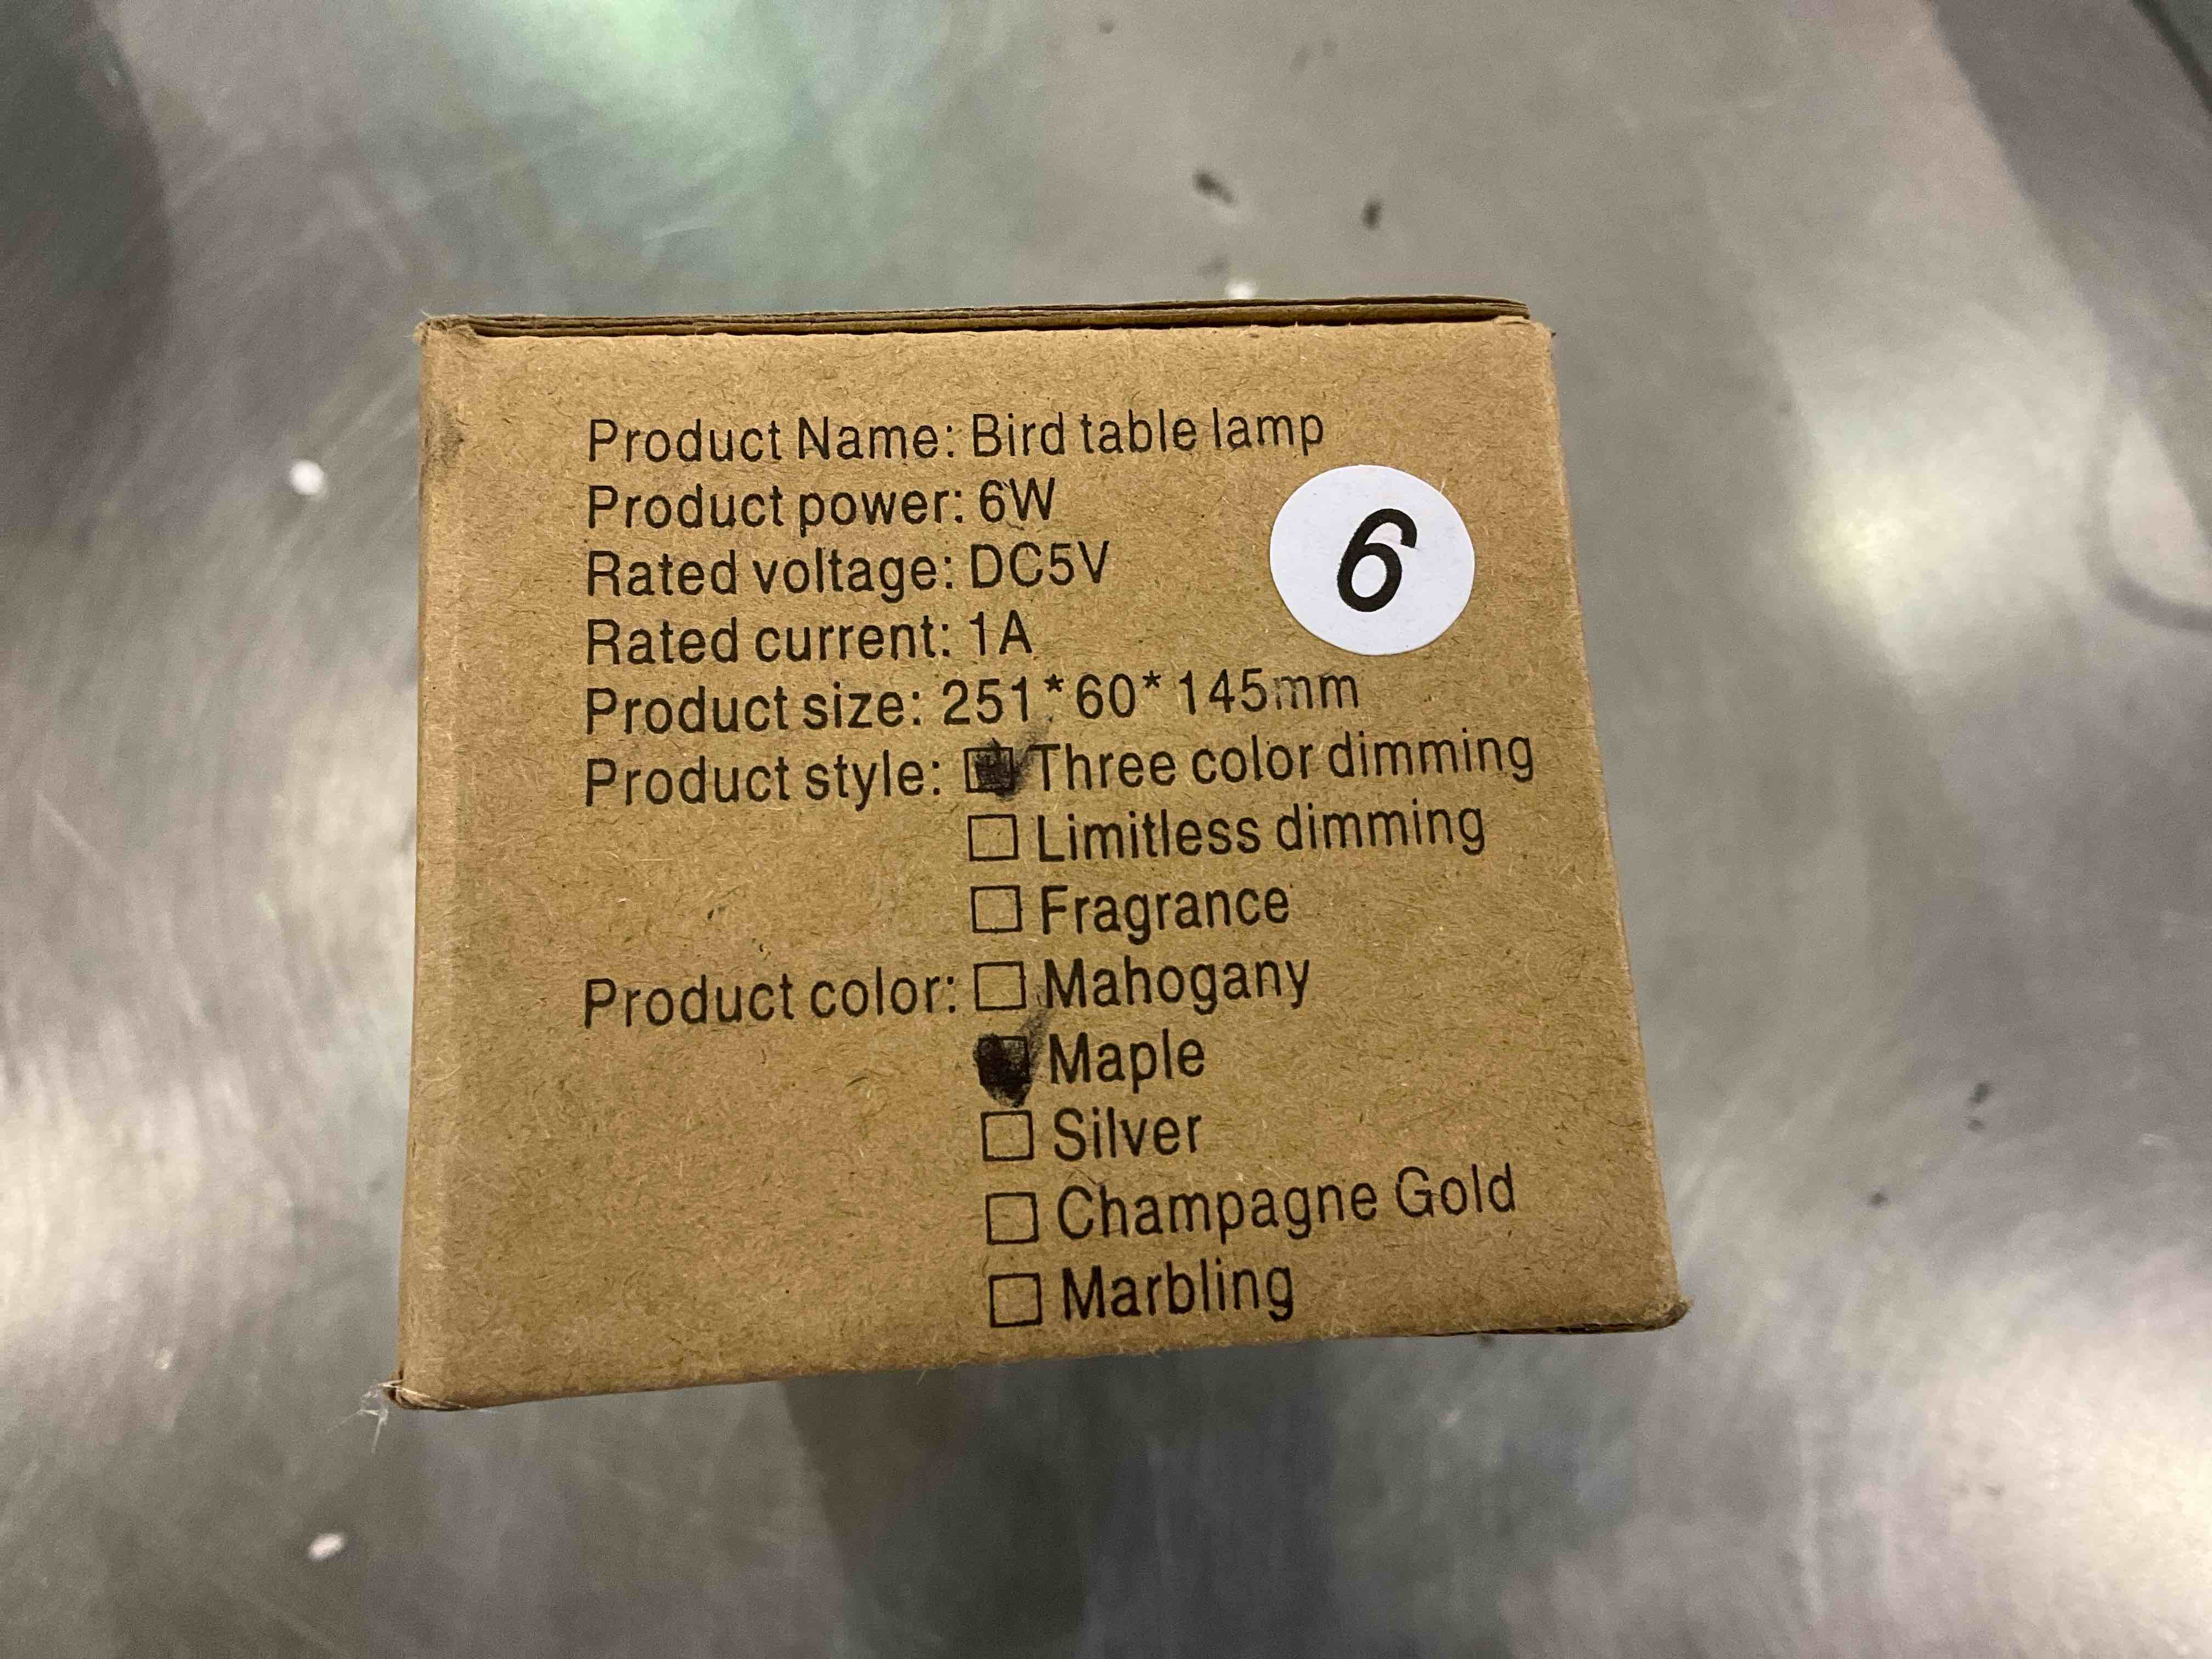 Product Name: Bird table lamp
Product power: 6W
Rated voltage: DC5V
6
Rated current: 1A
Product size: 251*60*145mm
Product style: Three color dimming
Limitless dimming
Fragrance
Product color: Mahogany
Maple
Silver
Champagne Gold
Marbling